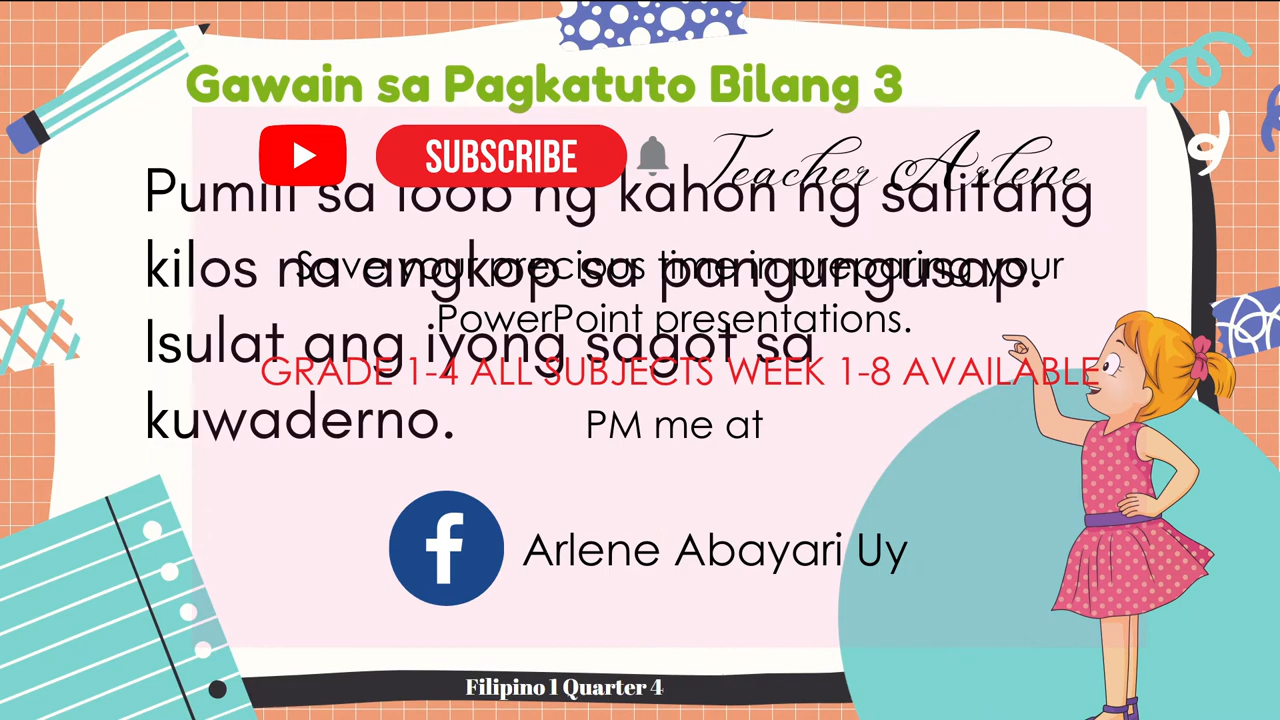 Gawain sa Pagkatuto Bilang 3
SUBSCRIBE
Teacher Arlene
Pumili sa loob ng kahon ng salitang
kilos na angkop sa pangungusap.
Isulat ang iyong sagot sa
kuwaderno.
Save your precious time in preparing your
PowerPoint presentations.
GRADE 1-4 ALL SUBJECTS WEEK 1-8 AVAILABLE
PM me at
f Arlene Abayari Uy
Filipino 1 Quarter 4